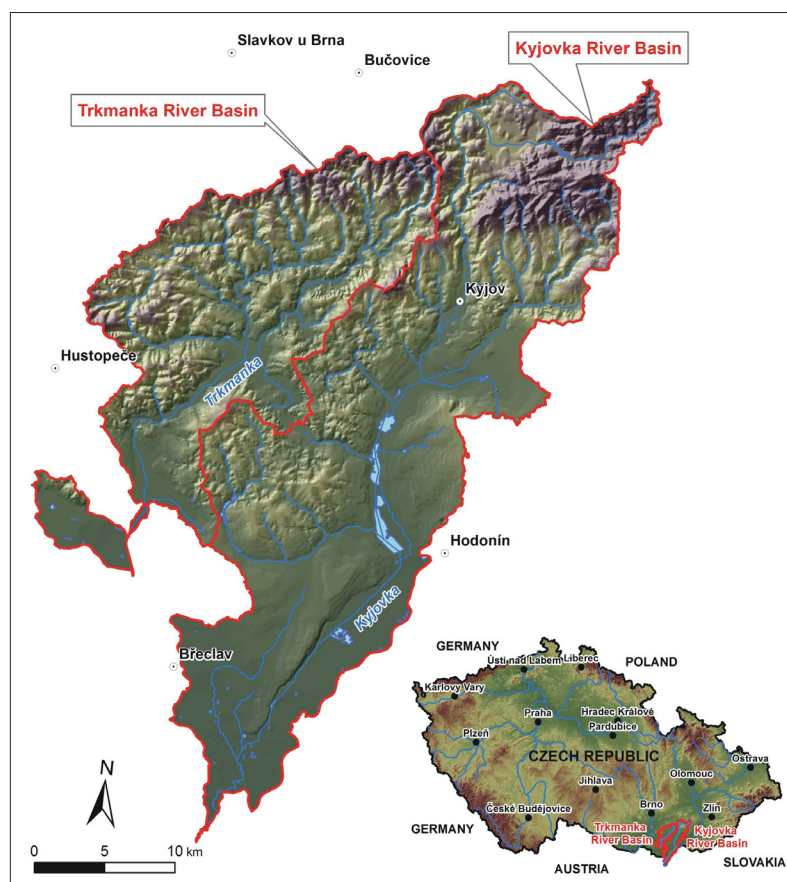 Slavkov u Brna
Bučovice
Kyjovka River Basin
Trkmanka River Basin
Kyjov
Hustopeče
Trkmanka
Hodonín
Kyjovka
Břeclav
N
0 5 10 km
GERMANY
Ústí nad Labem
Liberec
POLAND
Karlovy Vary
Praha
Hradec Králové
Pardubice
Plzeň
CZECH REPUBLIC
Ostrava
Olomouc
Jihlava
České Budějovice
Brno
Zlín
GERMANY
Trkmanka
River Basin
Kyjovka
River Basin
AUSTRIA
SLOVAKIA